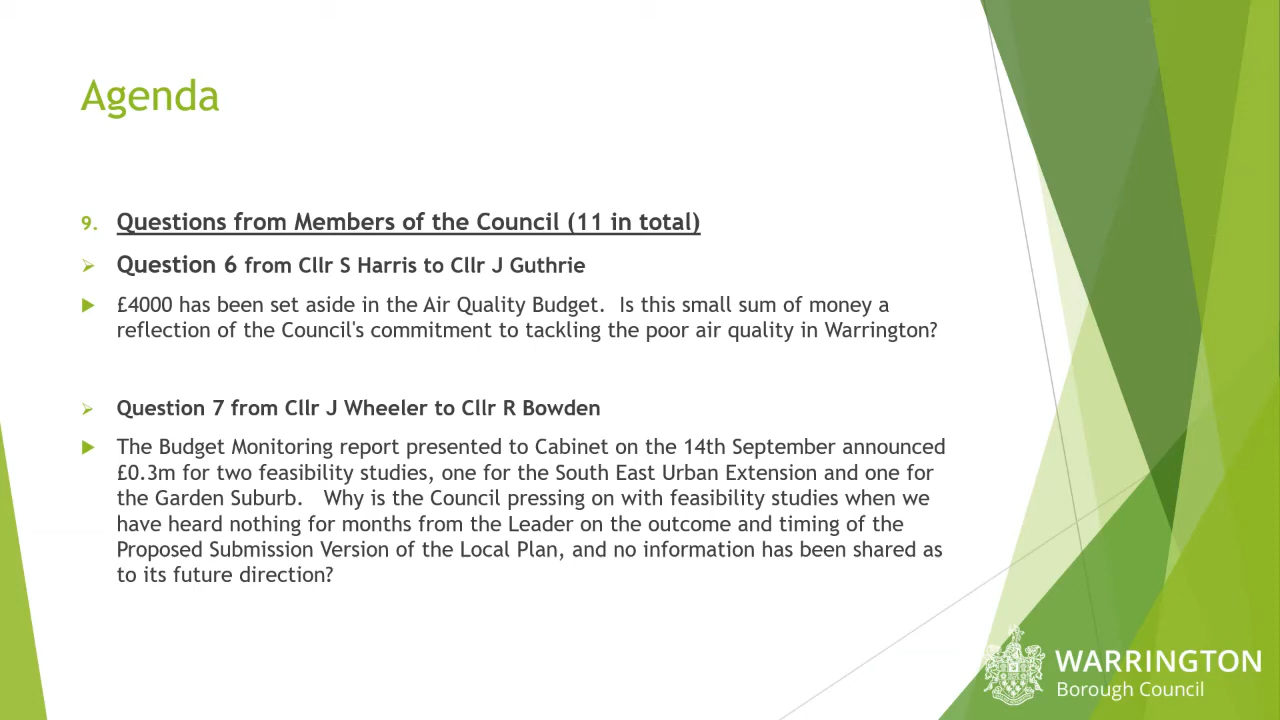 Agenda
9. Questions from Members of the Council (11 in total)
Question 6 from Cllr S Harris to Cllr J Guthrie
£4000 has been set aside in the Air Quality Budget. Is this small sum of money a
reflection of the Council's commitment to tackling the poor air quality in Warrington?
Question 7 from Cllr J Wheeler to Cllr R Bowden
The Budget Monitoring report presented to Cabinet on the 14th September announced
£0.3m for two feasibility studies, one for the South East Urban Extension and one for
the Garden Suburb. Why is the Council pressing on with feasibility studies when we
have heard nothing for months from the Leader on the outcome and timing of the
Proposed Submission Version of the Local Plan, and no information has been shared as
to its future direction?
WARRINGTON
Borough Council